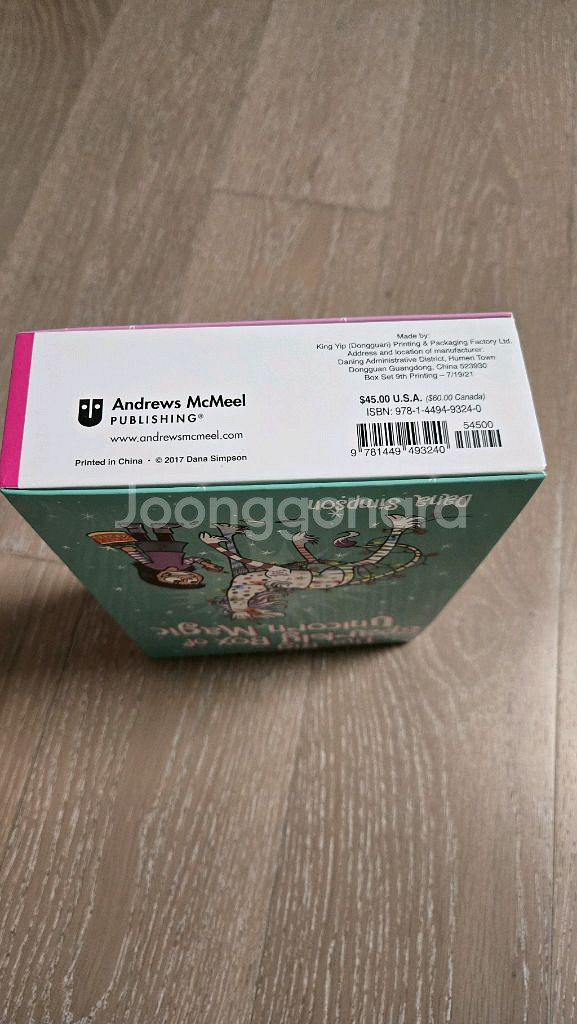 Andrews McMeel
PUBLISHING®
www.andrewsmcmeel.com
Printed in China • © 2017 Dana Simpson
Made by:
King Yip (Dongguan) Printing & Packaging Factory Ltd.
Address and location of manufacturer:
Daning Administrative District, Humen Town
Dongguan Guangdong, China 523930
Box Set 9th Printing – 7/19/21
$45.00 U.S.A. ($60.00 Canada)
ISBN: 978-1-4494-9324-0
54500
9 781449 493240
Joonggonara
Dana Simpson
Box of
Unicorn Magic